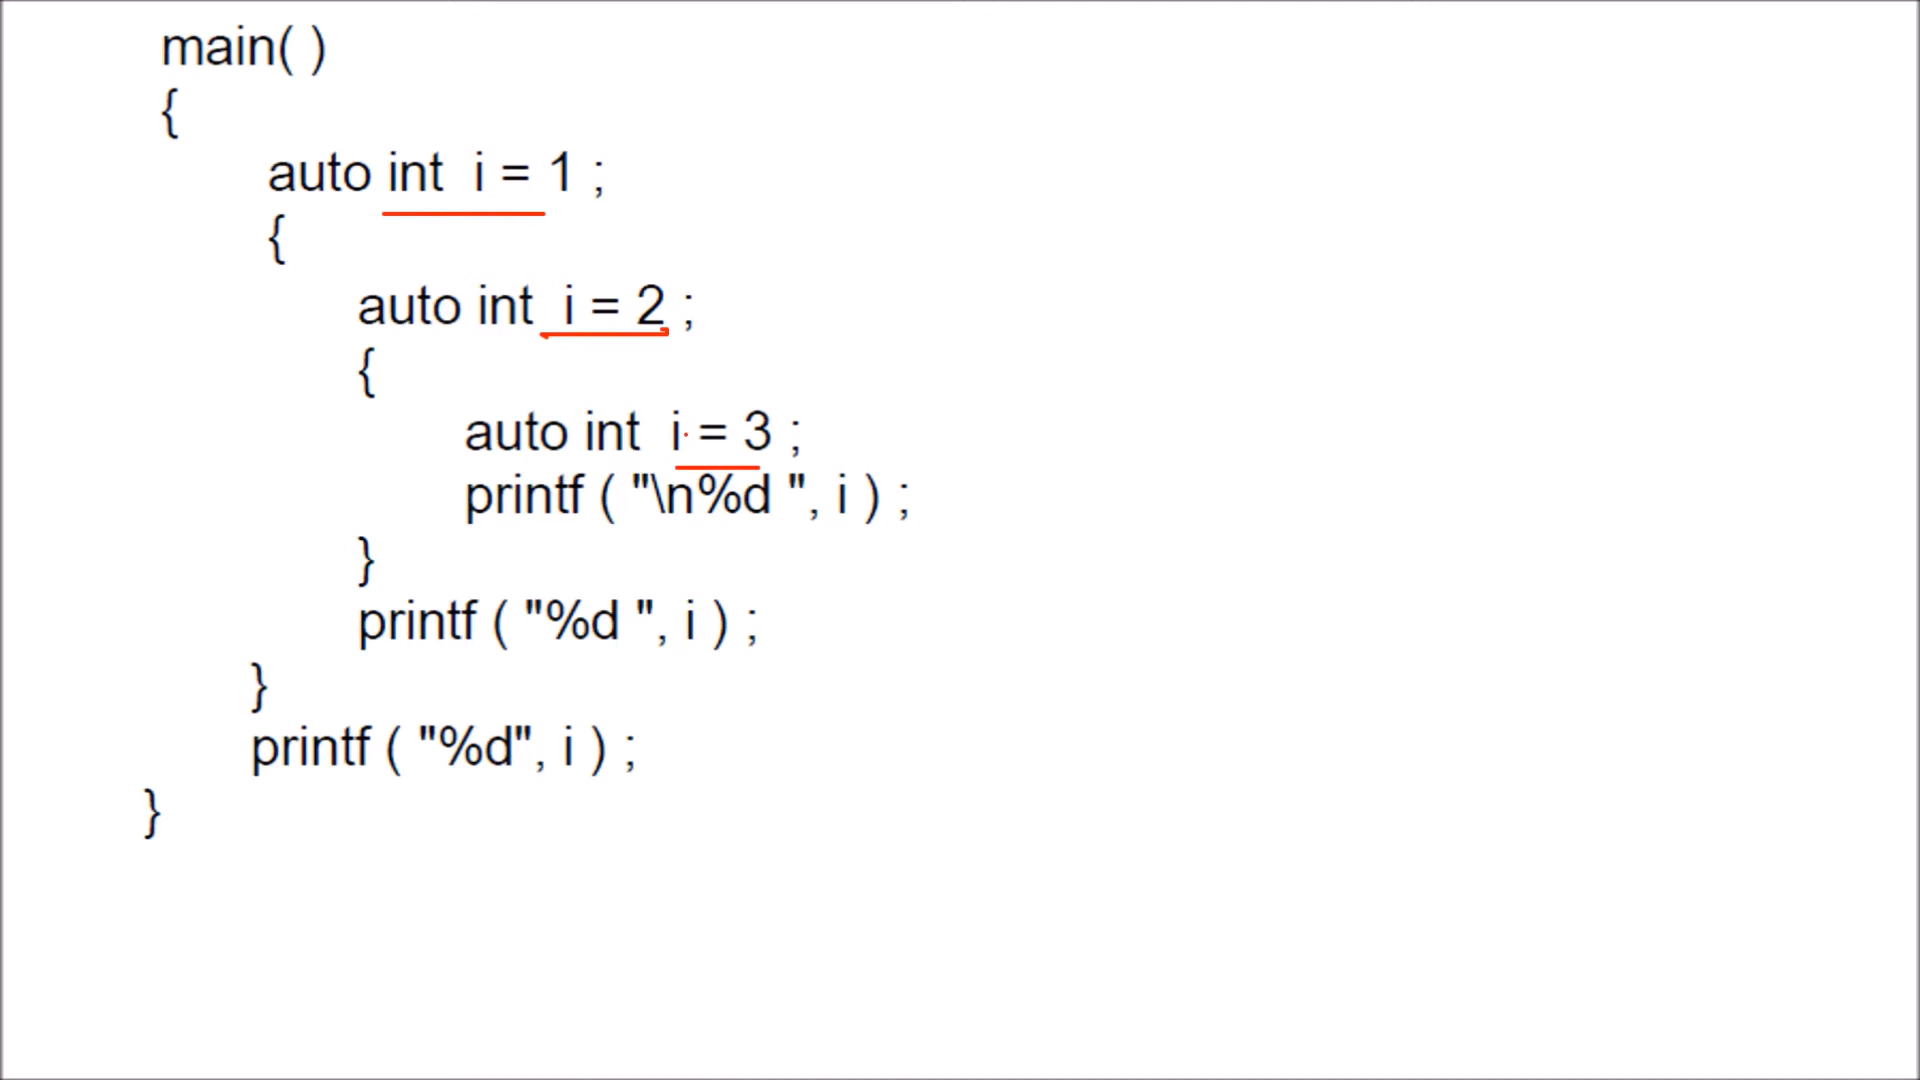 main( )
{
auto int  i = 1 ;
{
auto int  i = 2 ;
{
auto int  i = 3 ;
printf ( "\n%d ", i ) ;
}
printf ( "%d ", i ) ;
}
printf ( "%d", i ) ;
}